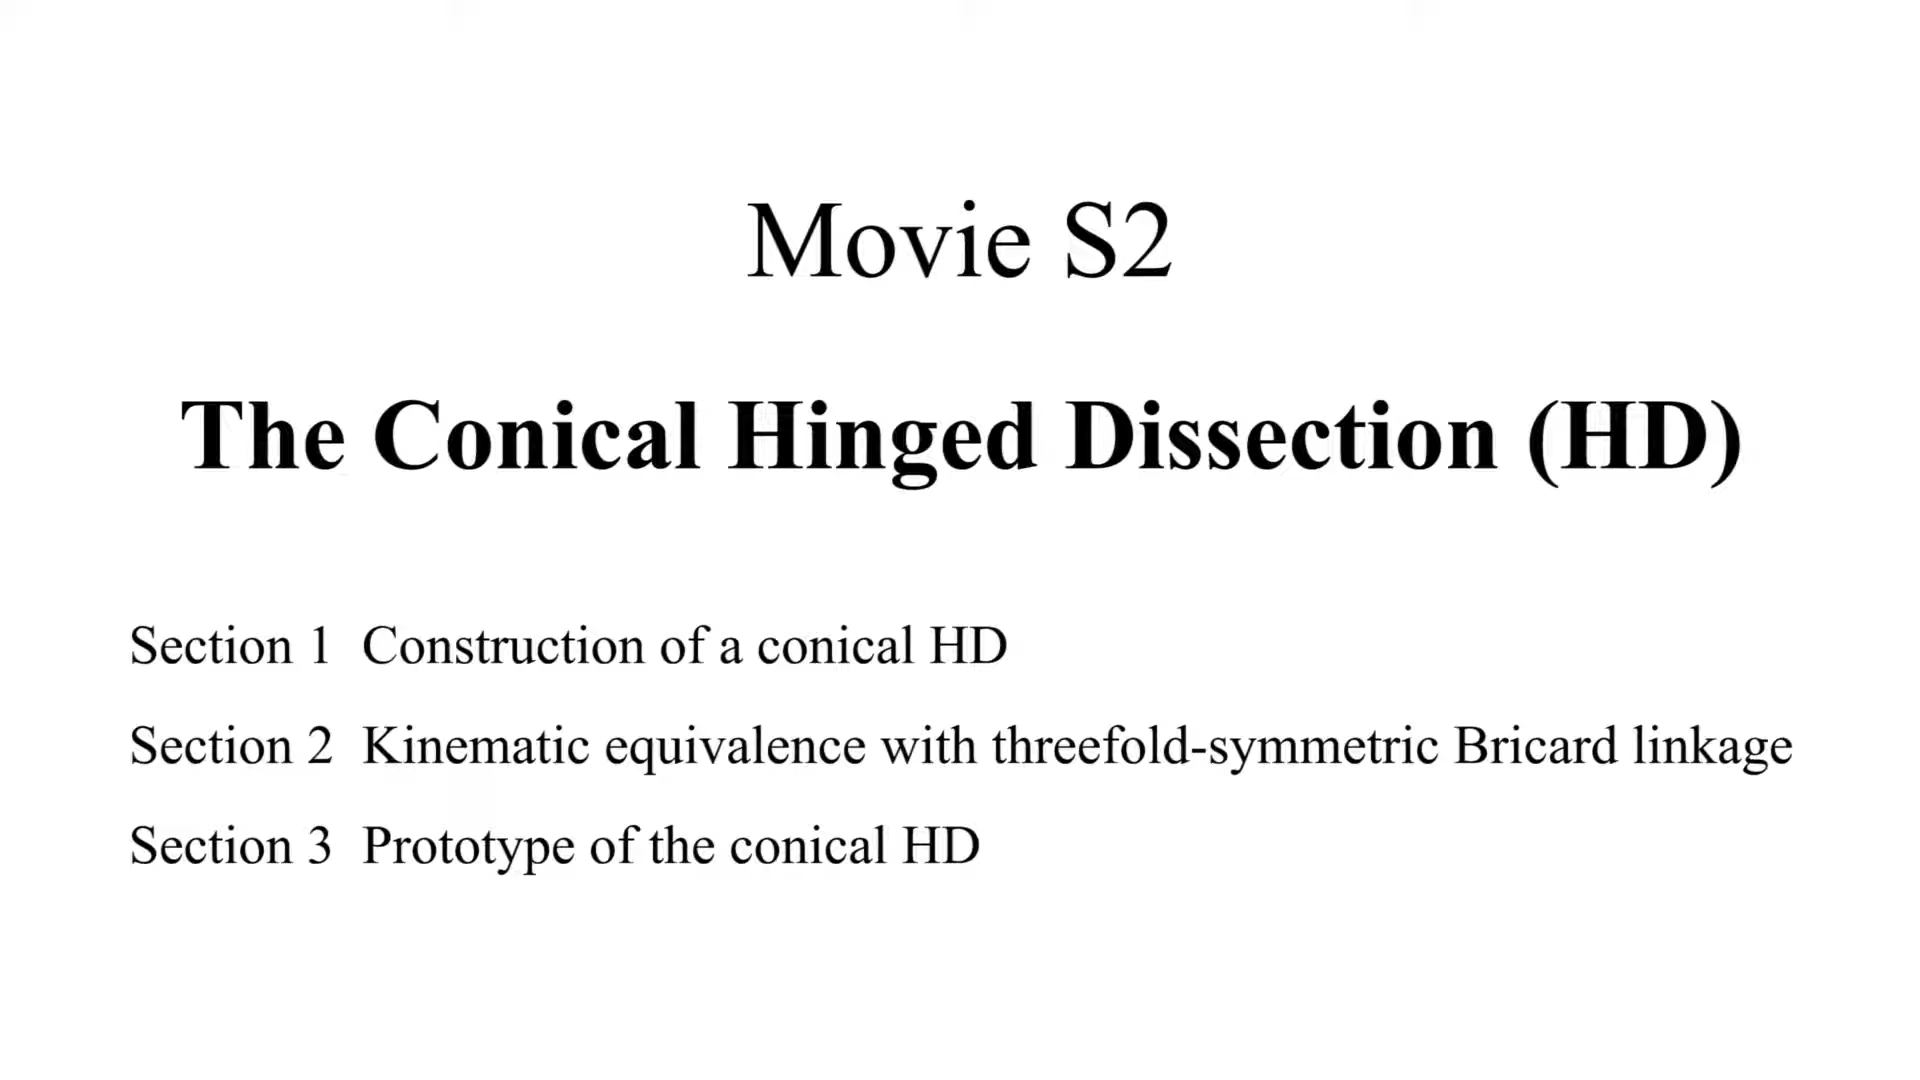 Movie S2
The Conical Hinged Dissection (HD)
Section 1 Construction of a conical HD
Section 2 Kinematic equivalence with threefold-symmetric Bricard linkage
Section 3 Prototype of the conical HD